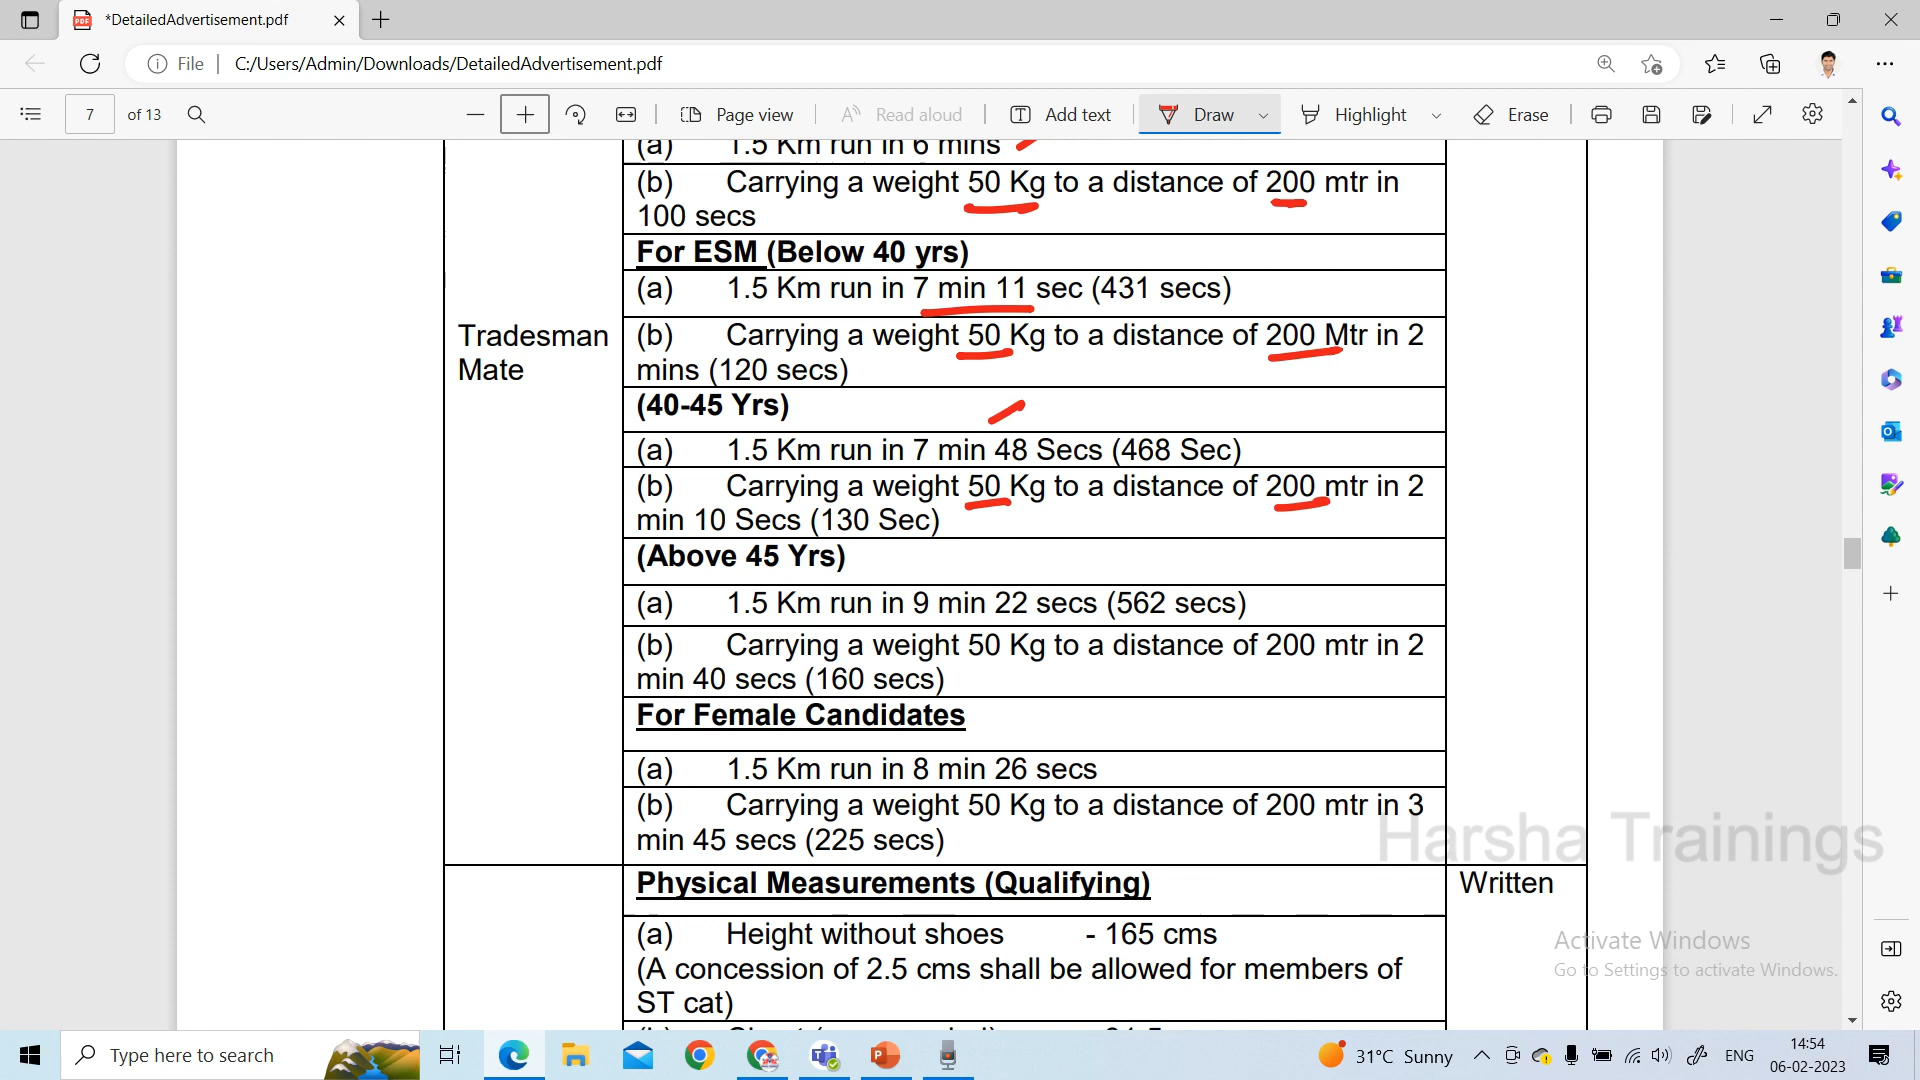 *DetailedAdvertisement.pdf
File
C:/Users/Admin/Downloads/DetailedAdvertisement.pdf
7 of 13
Page view
Read aloud
Add text
Draw
Highlight
Erase
(a) 1.5 Km run in 6 mins
(b) Carrying a weight 50 Kg to a distance of 200 mtr in
100 secs
For ESM (Below 40 yrs)
(a) 1.5 Km run in 7 min 11 sec (431 secs)
Tradesman
Mate
(b) Carrying a weight 50 Kg to a distance of 200 Mtr in 2
mins (120 secs)
(40-45 Yrs)
(a) 1.5 Km run in 7 min 48 Secs (468 Sec)
(b) Carrying a weight 50 Kg to a distance of 200 mtr in 2
min 10 Secs (130 Sec)
(Above 45 Yrs)
(a) 1.5 Km run in 9 min 22 secs (562 secs)
(b) Carrying a weight 50 Kg to a distance of 200 mtr in 2
min 40 secs (160 secs)
For Female Candidates
(a) 1.5 Km run in 8 min 26 secs
(b) Carrying a weight 50 Kg to a distance of 200 mtr in 3
min 45 secs (225 secs)
Harsha Trainings
Physical Measurements (Qualifying)
Written
(a) Height without shoes - 165 cms
(A concession of 2.5 cms shall be allowed for members of
ST cat)
Activate Windows
Go to Settings to activate Windows.
Type here to search
31°C Sunny
ENG
14:54
06-02-2023